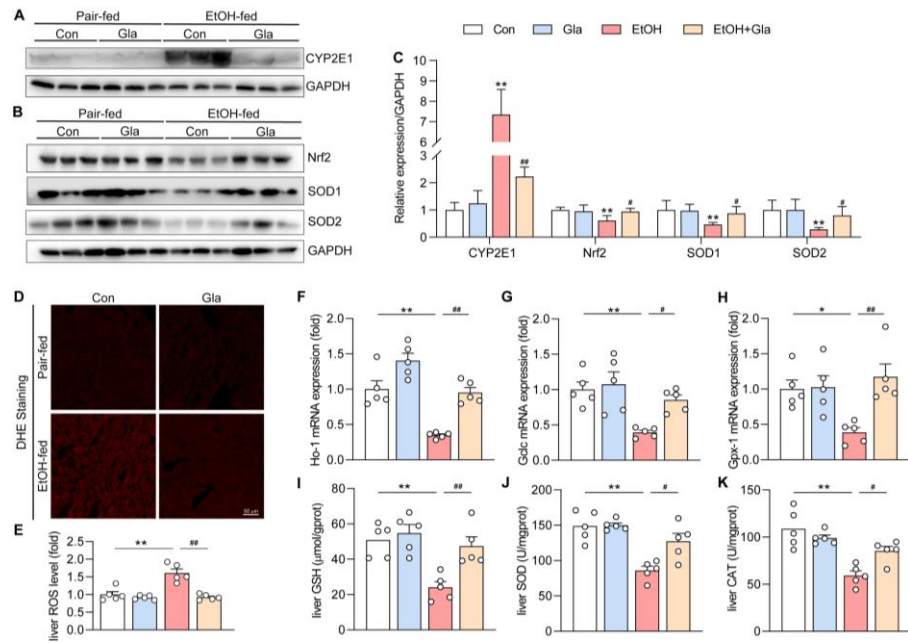 A
Pair-fed EtOH-fed
Con Gla Con Gla
CYP2E1
GAPDH
B
Pair-fed EtOH-fed
Con Gla Con Gla
Nrf2
SOD1
SOD2
GAPDH
Con Gla EtOH EtOH+Gla
C
Relative expression/GAPDH
10
8
6
3
2
1
0
** ## ** # ** # ** #
CYP2E1 Nrf2 SOD1 SOD2
D
Con Gla
DHE Staining
Pair-fed
EtOH-fed
50 μm
E
liver ROS level (fold)
2.5
2.0
1.5
1.0
0.5
0.0
** ##
F
Ho-1 mRNA expression (fold)
2.0
1.5
1.0
0.5
0.0
** ##
G
Gclc mRNA expression (fold)
2.0
1.5
1.0
0.5
0.0
** #
H
Gpx-1 mRNA expression (fold)
2.0
1.5
1.0
0.5
0.0
* ##
I
liver GSH (μmol/gprot)
100
80
60
40
20
0
** ##
J
liver SOD (U/mgprot)
200
150
100
50
0
** #
K
liver CAT (U/mgprot)
150
100
50
0
** #